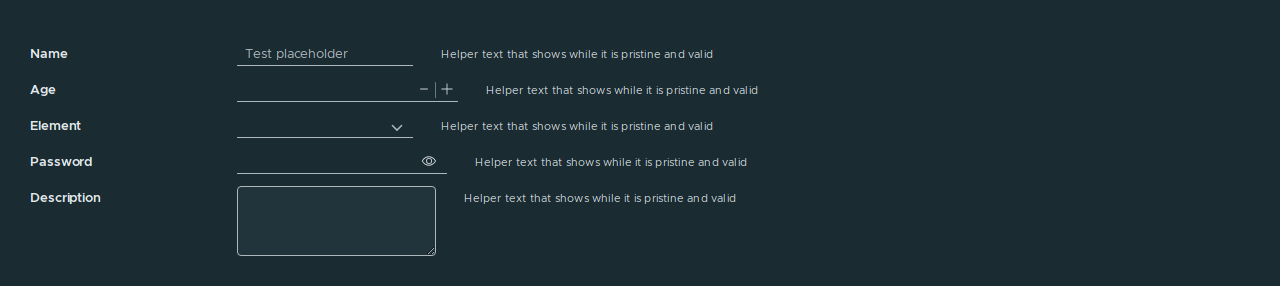 Name Test placeholder Helper text that shows while it is pristine and valid
Age Helper text that shows while it is pristine and valid
Element Helper text that shows while it is pristine and valid
Password Helper text that shows while it is pristine and valid
Description Helper text that shows while it is pristine and valid